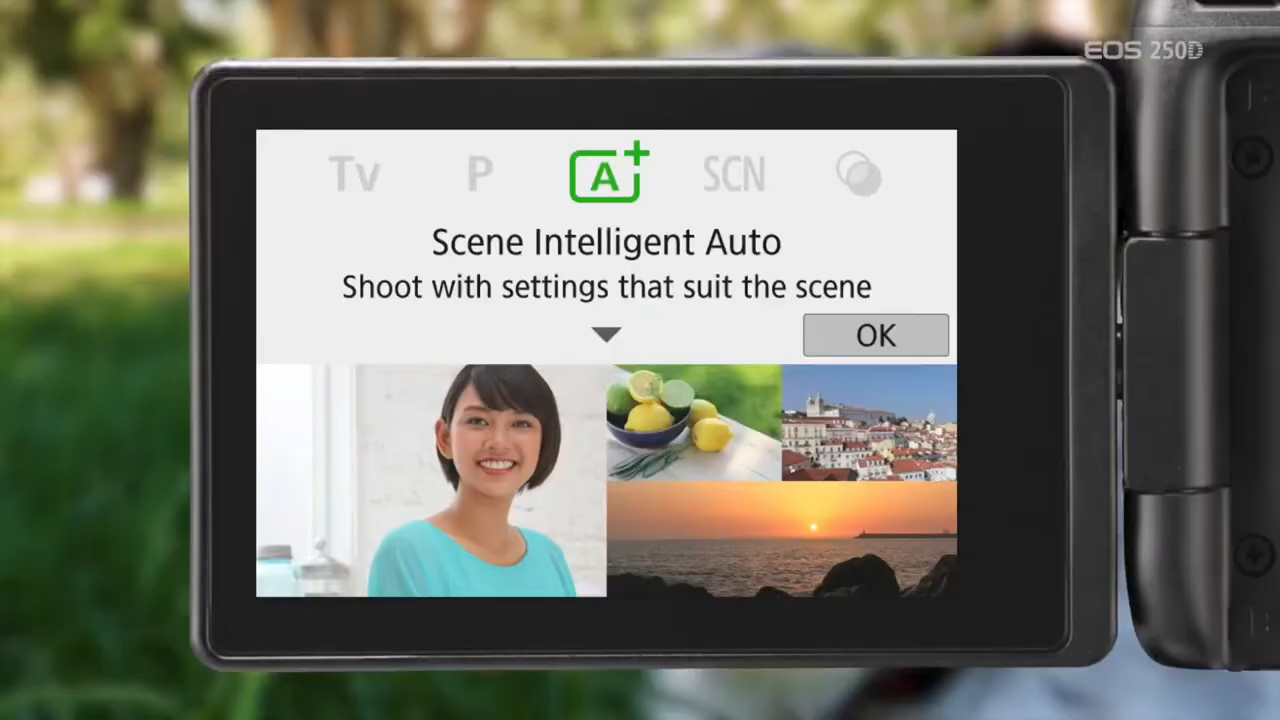 EOS 250D
Tv P A+ SCN
Scene Intelligent Auto
Shoot with settings that suit the scene
OK